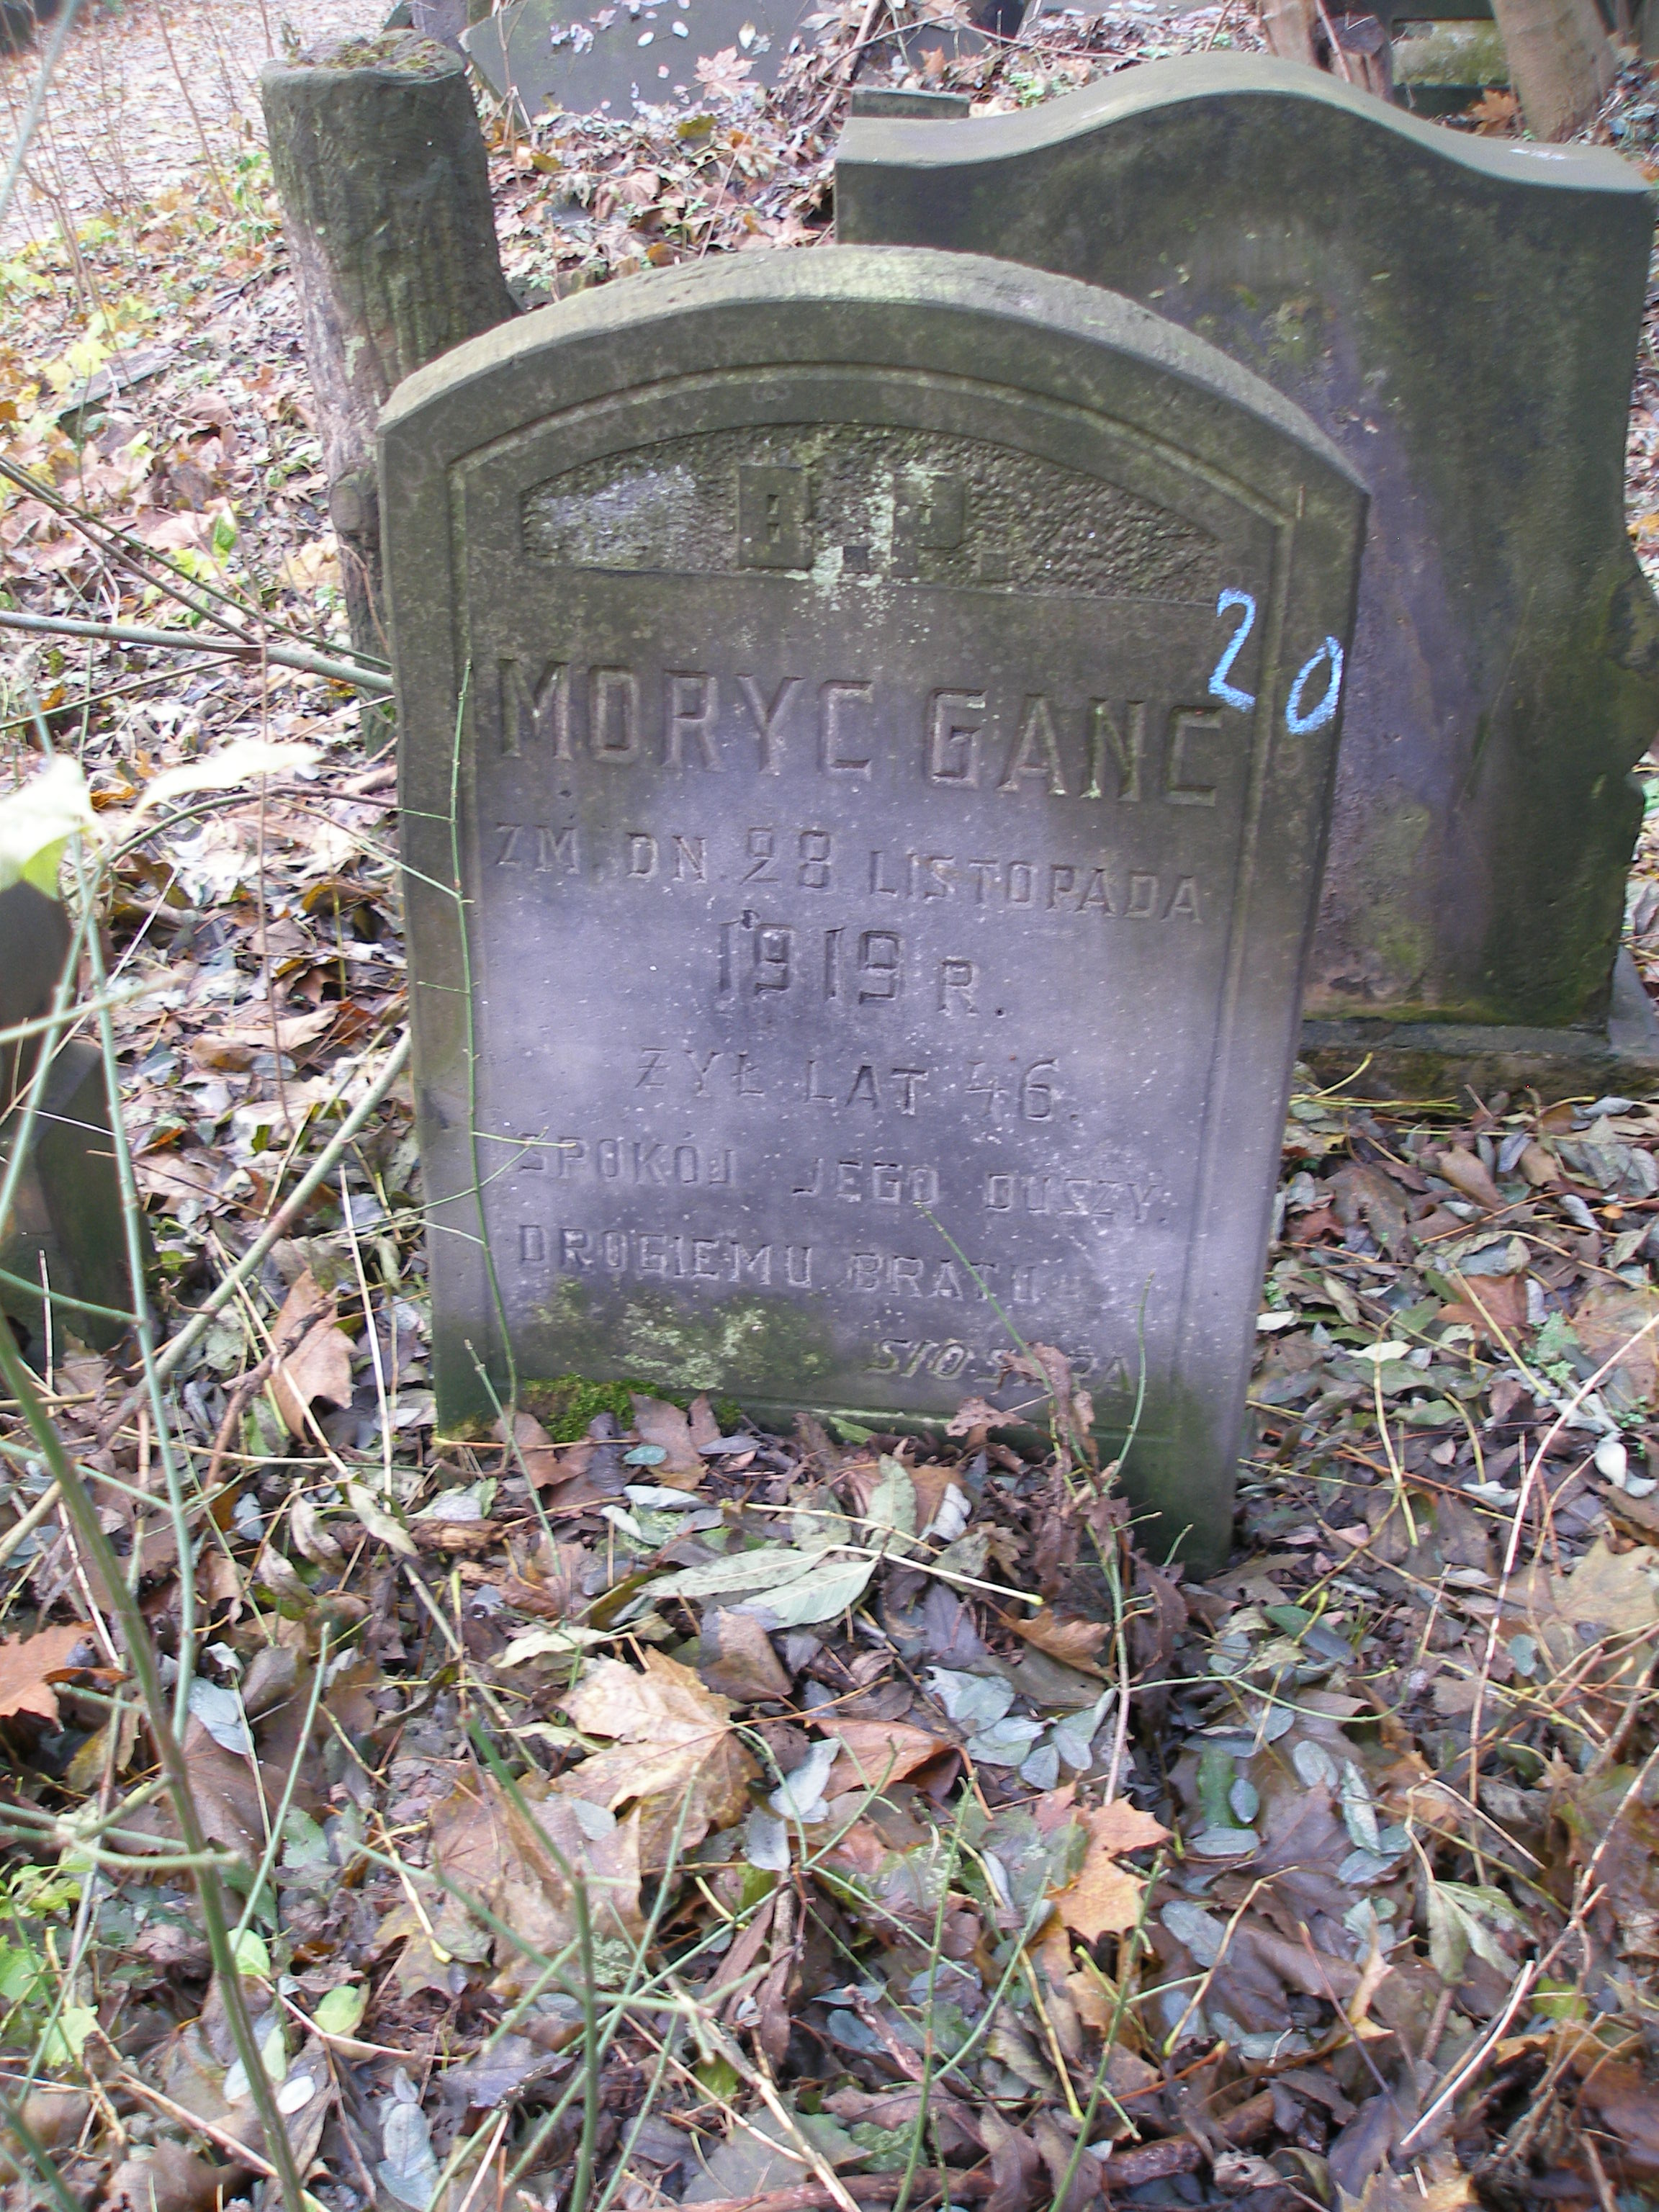 B.P.
20
MORYC GANC
ZM. DN. 28 LISTOPADA
1919 R.
ŻYŁ LAT 46.
SPOKÓJ JEGO DUSZY.
DROGIEMU BRATU
SIOSTRA